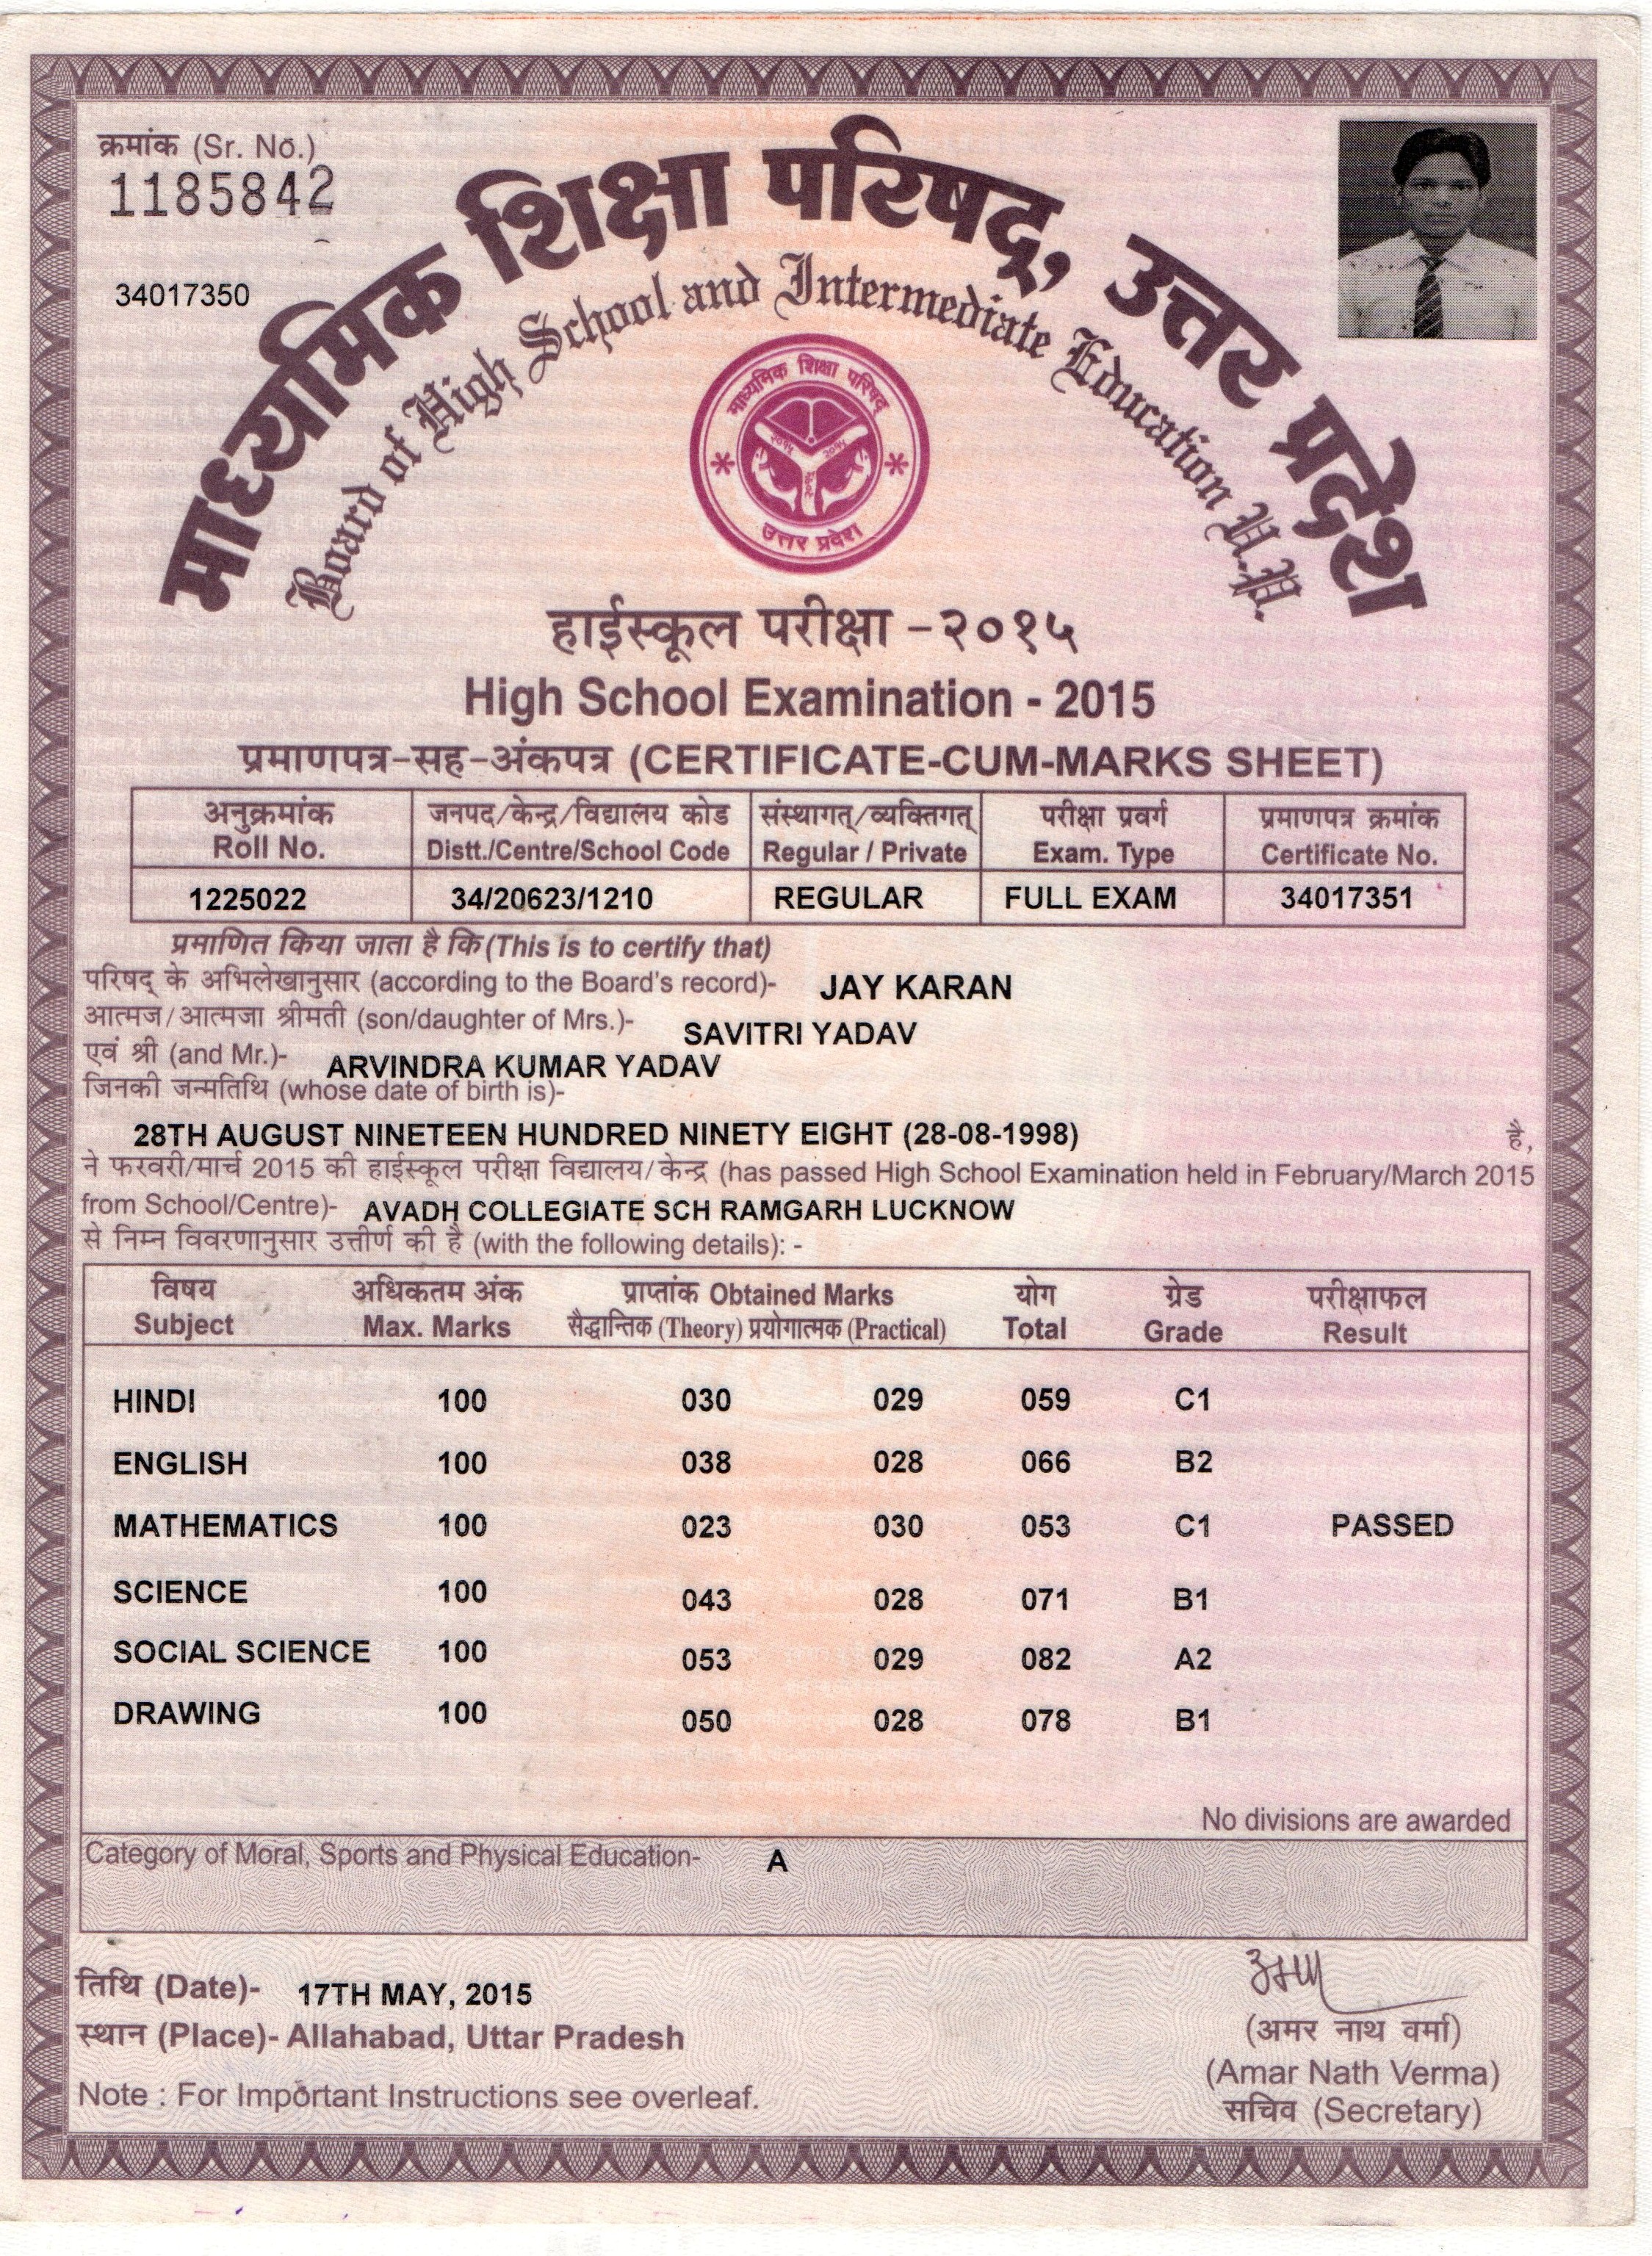 क्रमांक (Sr. No.)
1185842
34017350
माध्यमिक शिक्षा परिषद्, उत्तर प्रदेश
Board of High School and Intermediate Education U.P.
माध्यमिक शिक्षा परिषद्
उत्तर प्रदेश
हाईस्कूल परीक्षा -२०१५
High School Examination - 2015
प्रमाणपत्र-सह-अंकपत्र (CERTIFICATE-CUM-MARKS SHEET)
अनुक्रमांक जनपद/केन्द्र/विद्यालय कोड संस्थागत्/व्यक्तिगत् परीक्षा प्रवर्ग प्रमाणपत्र क्रमांक
Roll No. Distt./Centre/School Code Regular / Private Exam. Type Certificate No.
1225022 34/20623/1210 REGULAR FULL EXAM 34017351
प्रमाणित किया जाता है कि (This is to certify that)
परिषद् के अभिलेखानुसार (according to the Board's record)- JAY KARAN
आत्मज/आत्मजा श्रीमती (son/daughter of Mrs.)- SAVITRI YADAV
एवं श्री (and Mr.)- ARVINDRA KUMAR YADAV
जिनकी जन्मतिथि (whose date of birth is)-
28TH AUGUST NINETEEN HUNDRED NINETY EIGHT (28-08-1998) है,
ने फरवरी/मार्च 2015 की हाईस्कूल परीक्षा विद्यालय/केन्द्र (has passed High School Examination held in February/March 2015
from School/Centre)- AVADH COLLEGIATE SCH RAMGARH LUCKNOW
से निम्न विवरणानुसार उत्तीर्ण की है (with the following details): -
विषय अधिकतम अंक प्राप्तांक Obtained Marks योग ग्रेड परीक्षाफल
Subject Max. Marks सैद्धान्तिक (Theory) प्रयोगात्मक (Practical) Total Grade Result
HINDI 100 030 029 059 C1
ENGLISH 100 038 028 066 B2
MATHEMATICS 100 023 030 053 C1 PASSED
SCIENCE 100 043 028 071 B1
SOCIAL SCIENCE 100 053 029 082 A2
DRAWING 100 050 028 078 B1
No divisions are awarded
Category of Moral, Sports and Physical Education- A
तिथि (Date)- 17TH MAY, 2015
स्थान (Place)- Allahabad, Uttar Pradesh
(अमर नाथ वर्मा)
(Amar Nath Verma)
सचिव (Secretary)
Note : For Important Instructions see overleaf.